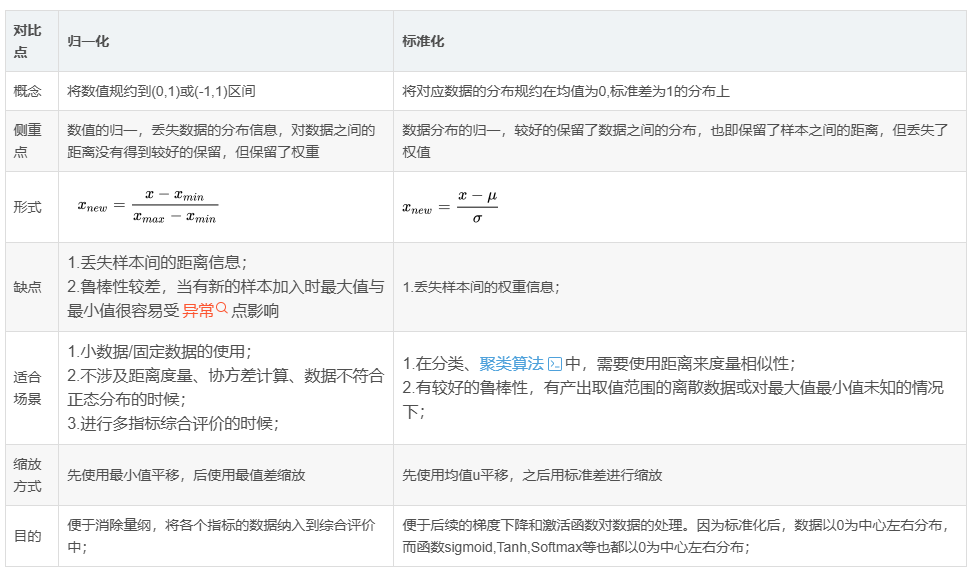 对比点 归一化 标准化
概念 将数值规约到(0,1)或(-1,1)区间 将对应数据的分布规约在均值为0,标准差为1的分布上
侧重点 数值的归一，丢失数据的分布信息，对数据之间的
距离没有得到较好的保留，但保留了权重
数据分布的归一，较好的保留了数据之间的分布，也即保留了样本之间的距离，但丢失了
权值
形式 x_{new} = \frac{x - x_{min}}{x_{max} - x_{min}} x_{new} = \frac{x - μ}{σ}
缺点
1.丢失样本间的距离信息；
2.鲁棒性较差，当有新的样本加入时最大值与
最小值很容易受 异常 点影响
1.丢失样本间的权重信息；
适合
场景
1.小数据/固定数据的使用；
2.不涉及距离度量、协方差计算、数据不符合
正态分布的时候；
3.进行多指标综合评价的时候；
1.在分类、聚类算法 中，需要使用距离来度量相似性；
2.有较好的鲁棒性，有产出取值范围的离散数据或对最大值最小值未知的情况
下；
缩放
方式
先使用最小值平移，后使用最值差缩放 先使用均值u平移，之后用标准差进行缩放
目的
便于消除量纲，将各个指标的数据纳入到综合评价
中；
便于后续的梯度下降和激活函数对数据的处理。因为标准化后，数据以0为中心左右分布，
而函数sigmoid,Tanh,Softmax等也都以0为中心左右分布；